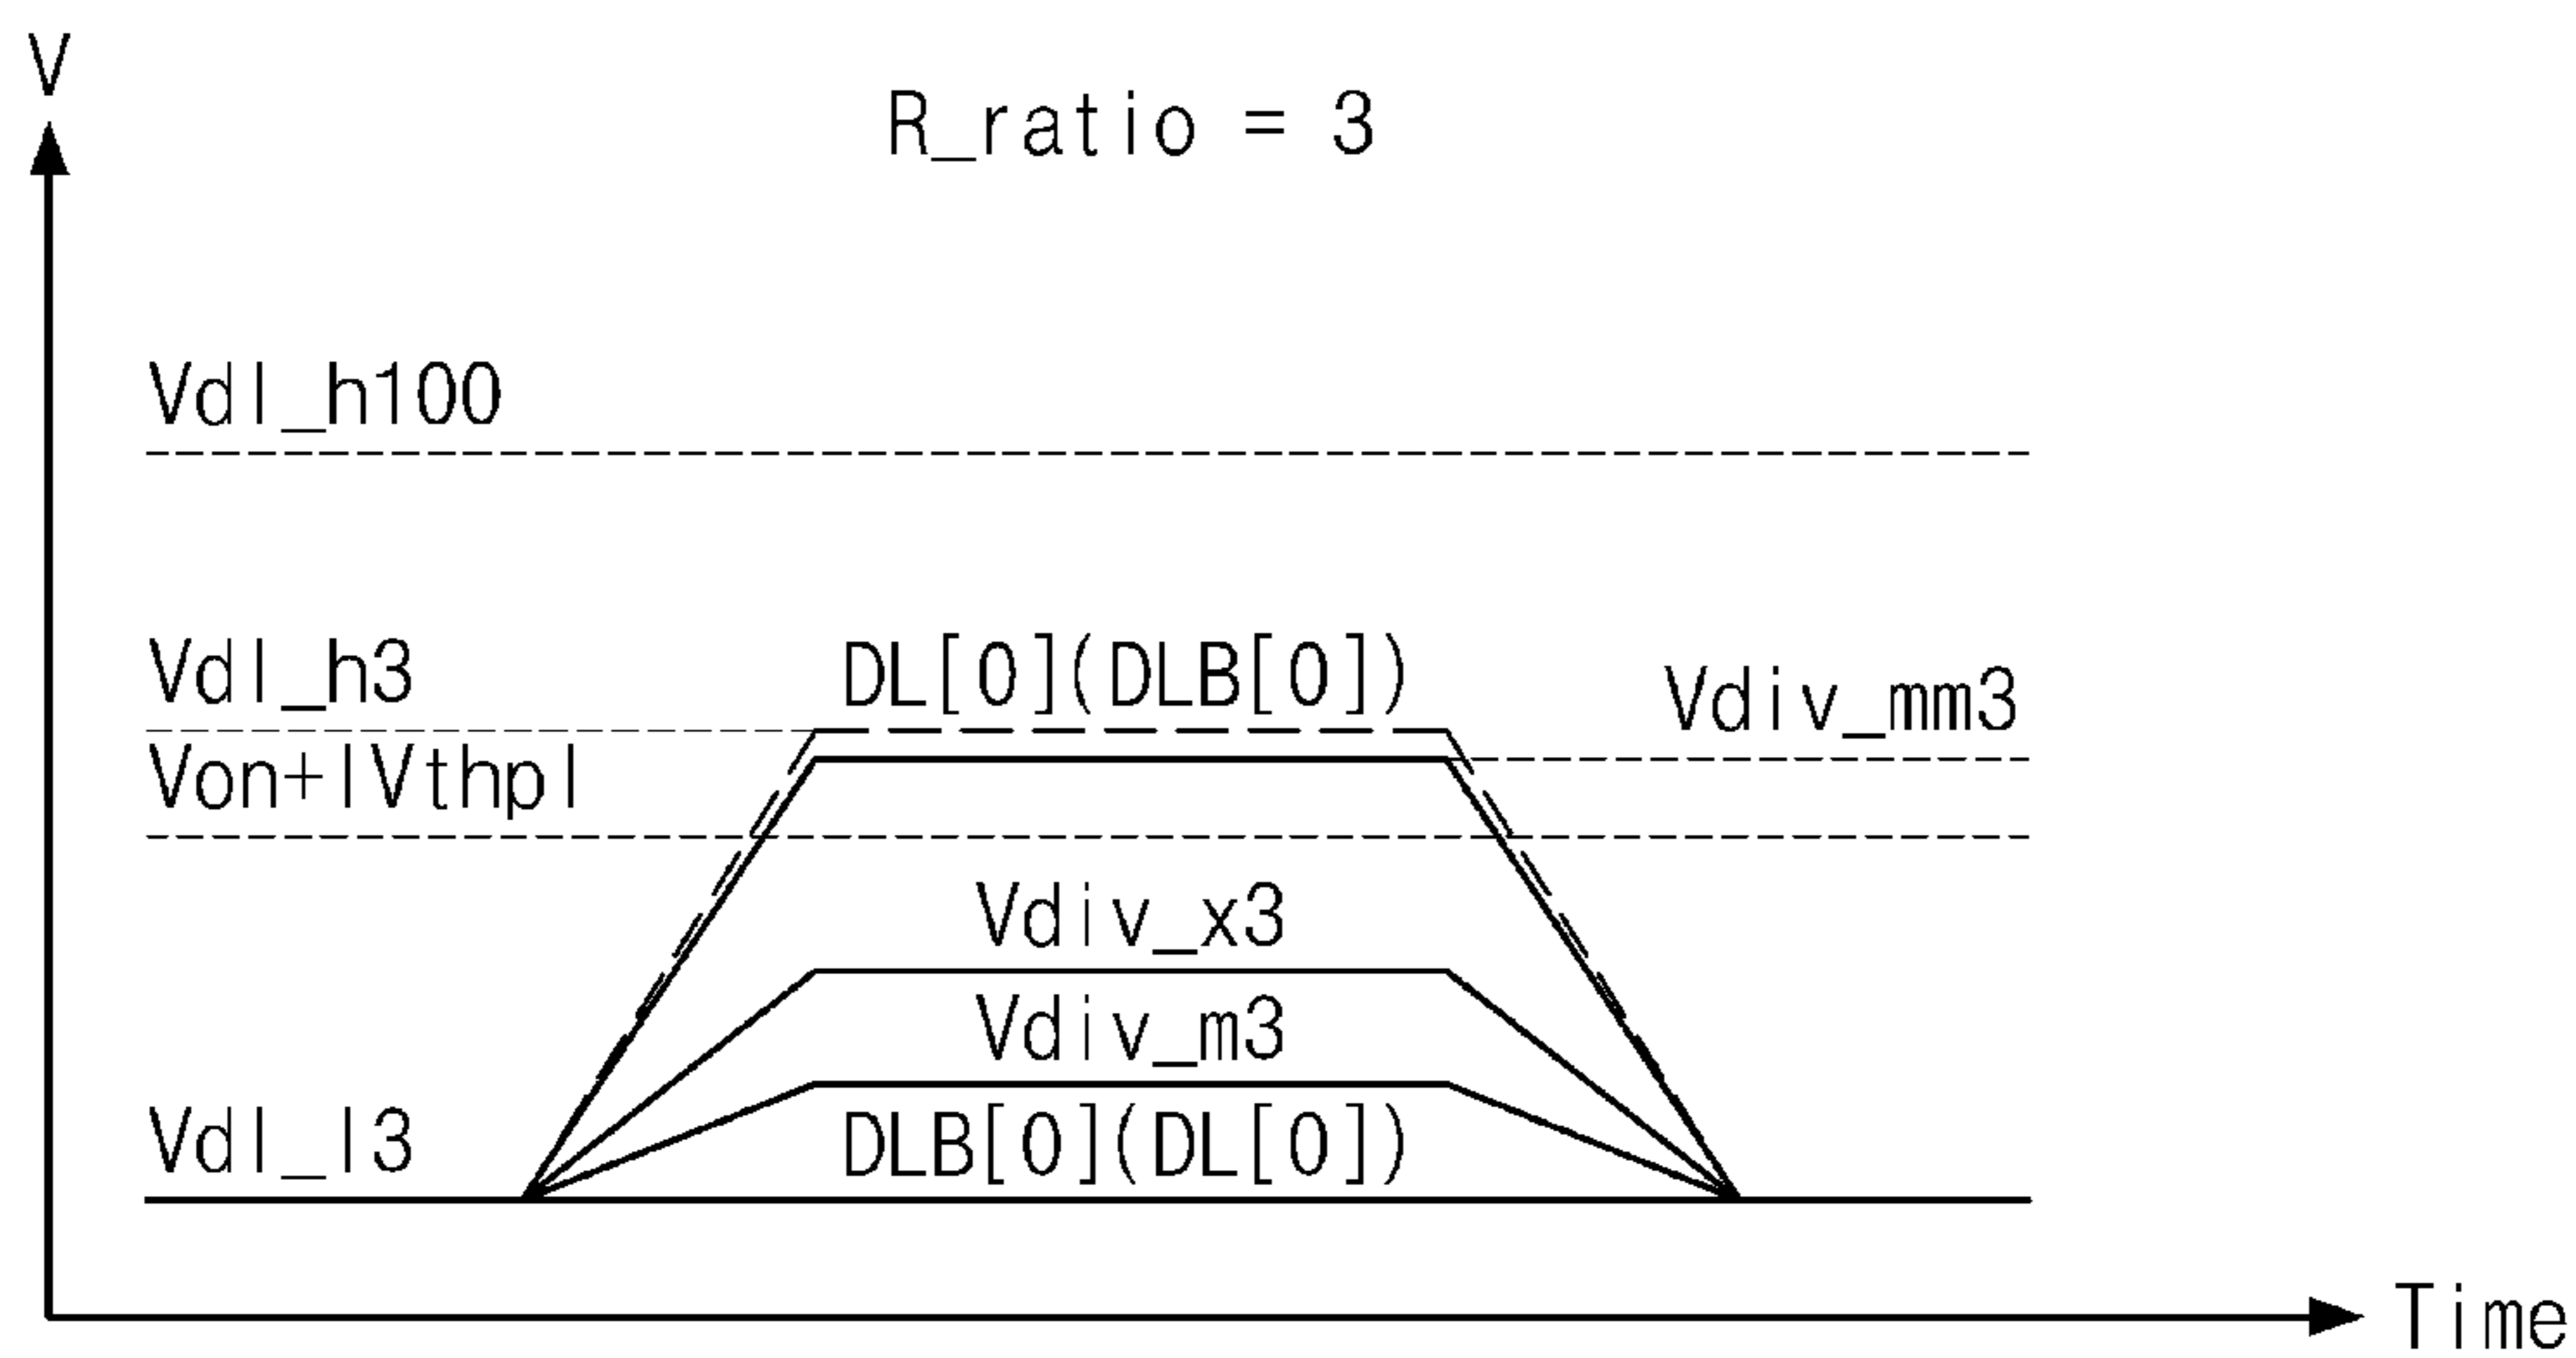 V
R_ratio = 3
Vdl_h100
Vdl_h3
DL[0](DLB[0])
Vdiv_mm3
Von+|Vthp|
Vdiv_x3
Vdiv_m3
Vdl_l3
DLB[0](DL[0])
Time